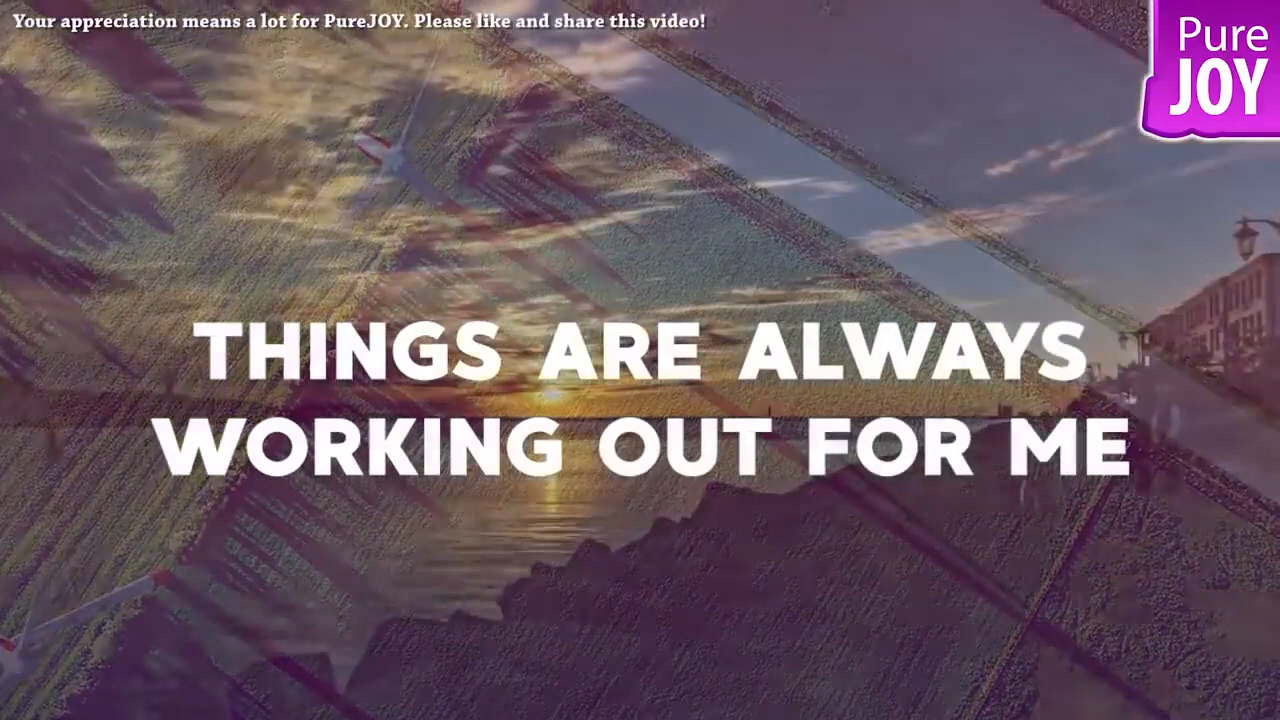 Your appreciation means a lot for PureJOY. Please like and share this video!
Pure
JOY
THINGS ARE ALWAYS
WORKING OUT FOR ME